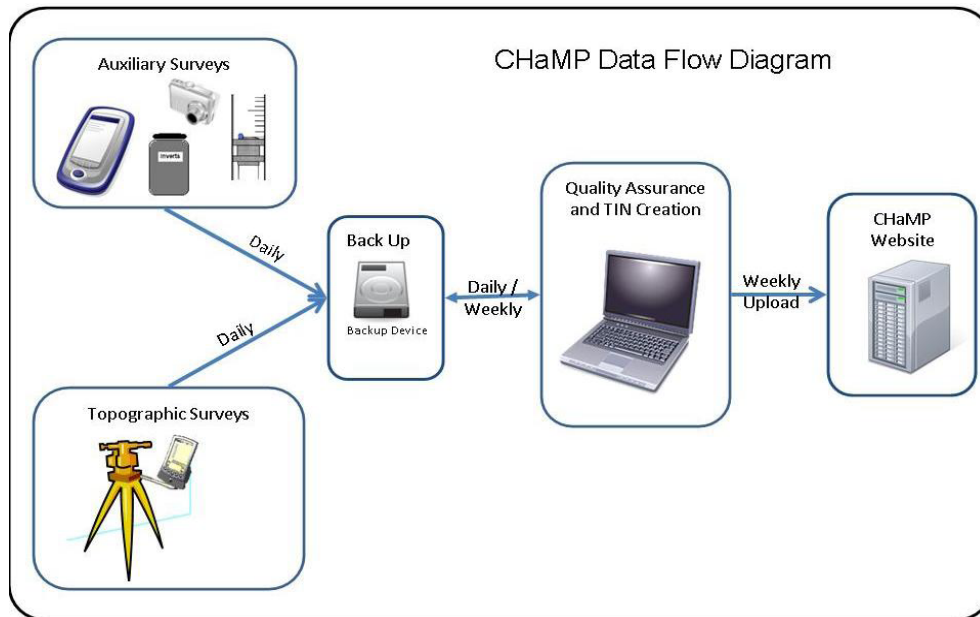 CHaMP Data Flow Diagram
Auxiliary Surveys
Inverts
Daily
Back Up
Backup Device
Daily /
Weekly
Quality Assurance
and TIN Creation
Weekly
Upload
CHaMP
Website
Daily
Topographic Surveys